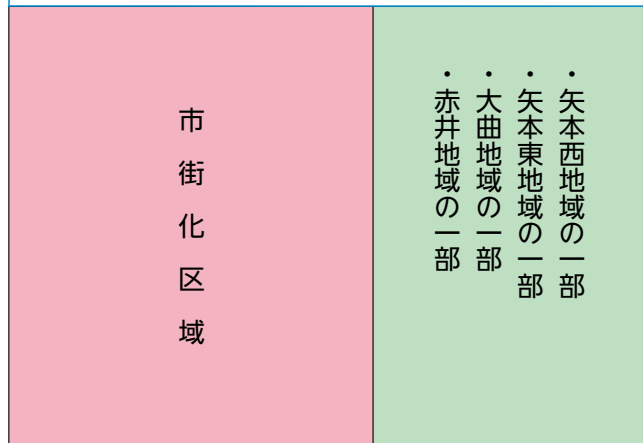 ・矢本西地域の一部
・矢本東地域の一部
・大曲地域の一部
・赤井地域の一部
市街化区域